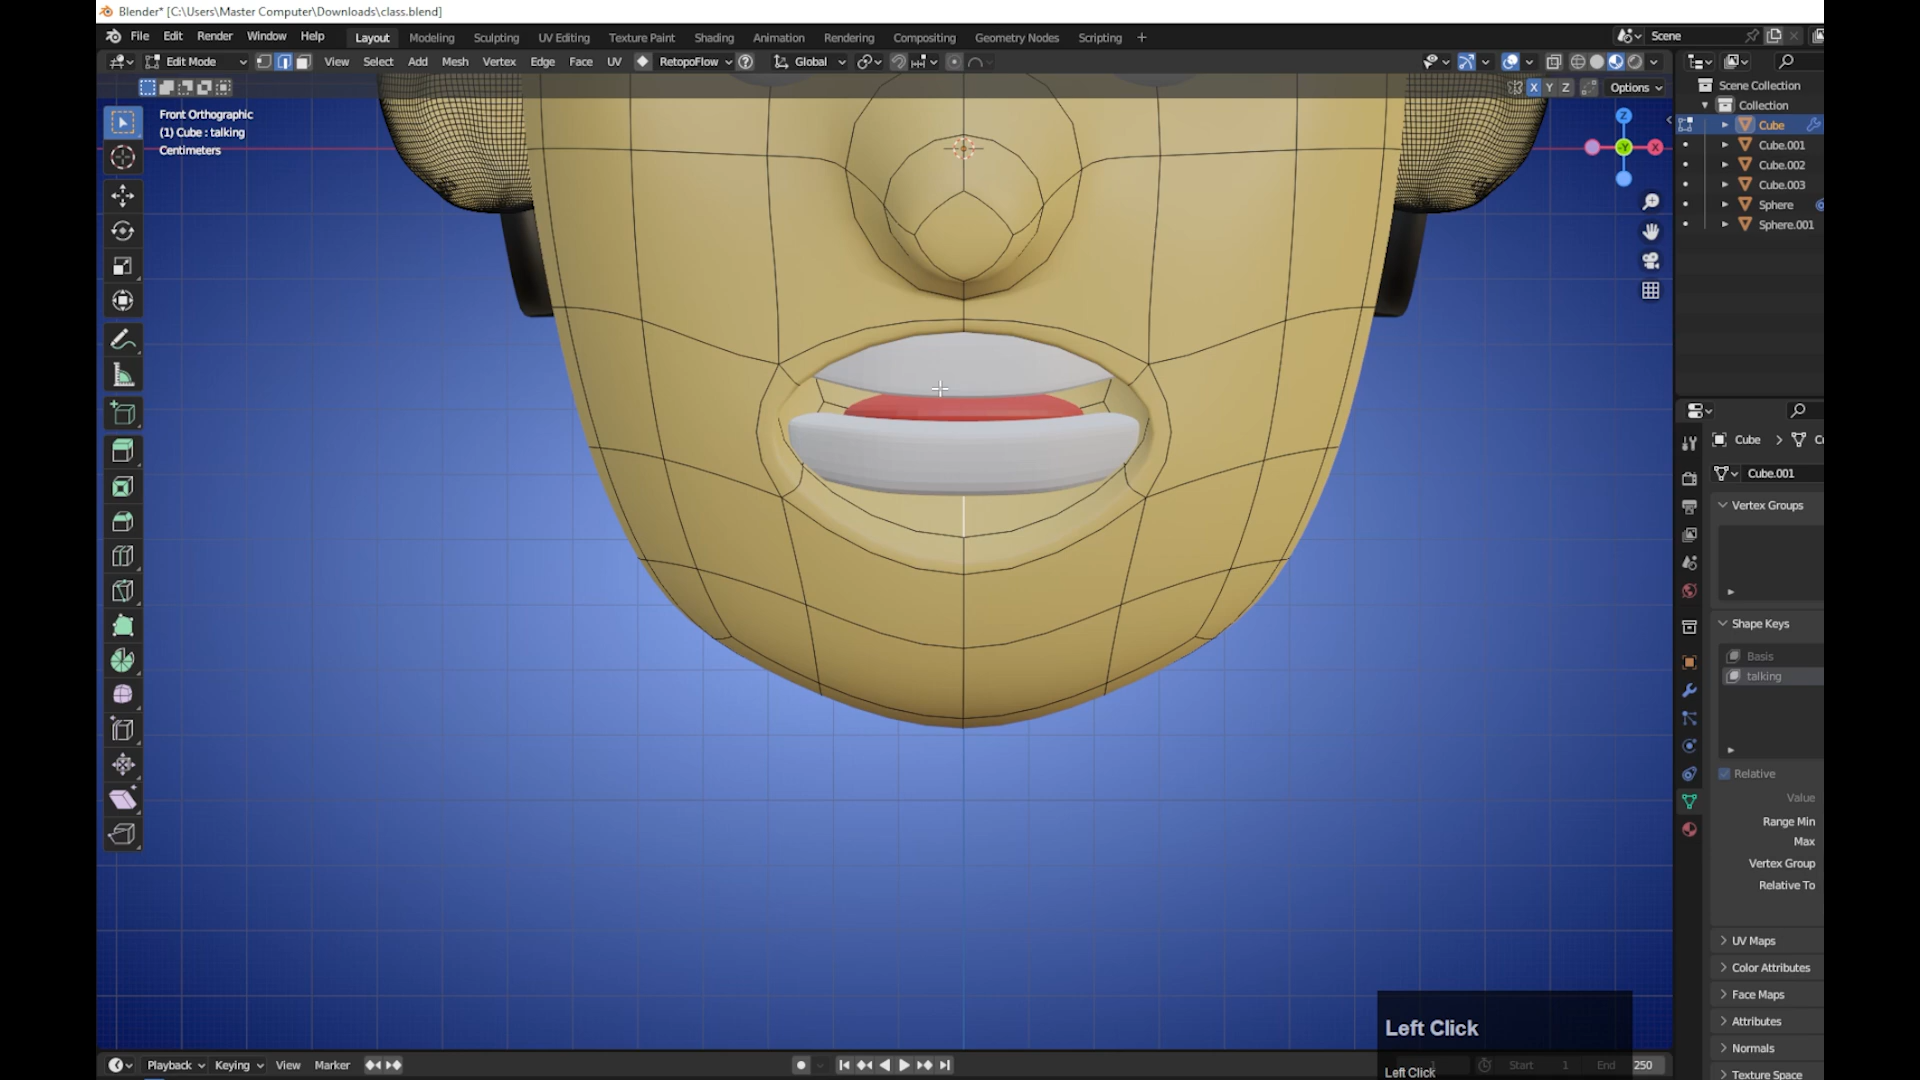 Blender* [C:\Users\Master Computer\Downloads\class.blend]
File Edit Render Window Help Layout Modeling Sculpting UV Editing Texture Paint Shading Animation Rendering Compositing Geometry Nodes Scripting + Scene
Edit Mode View Select Add Mesh Vertex Edge Face UV RetopoFlow Global
X Y Z Options
Front Orthographic
(1) Cube : talking
Centimeters
Z
-Y
X
Scene Collection
Collection
Cube
Cube.001
Cube.002
Cube.003
Sphere
Sphere.001
Cube
Cube.001
Vertex Groups
Shape Keys
Basis
talking
Relative
Value
Range Min
Max
Vertex Group
Relative To
UV Maps
Color Attributes
Face Maps
Attributes
Normals
Texture Space
Left Click
Left Click
Playback Keying View Marker 1 Start 1 End 250